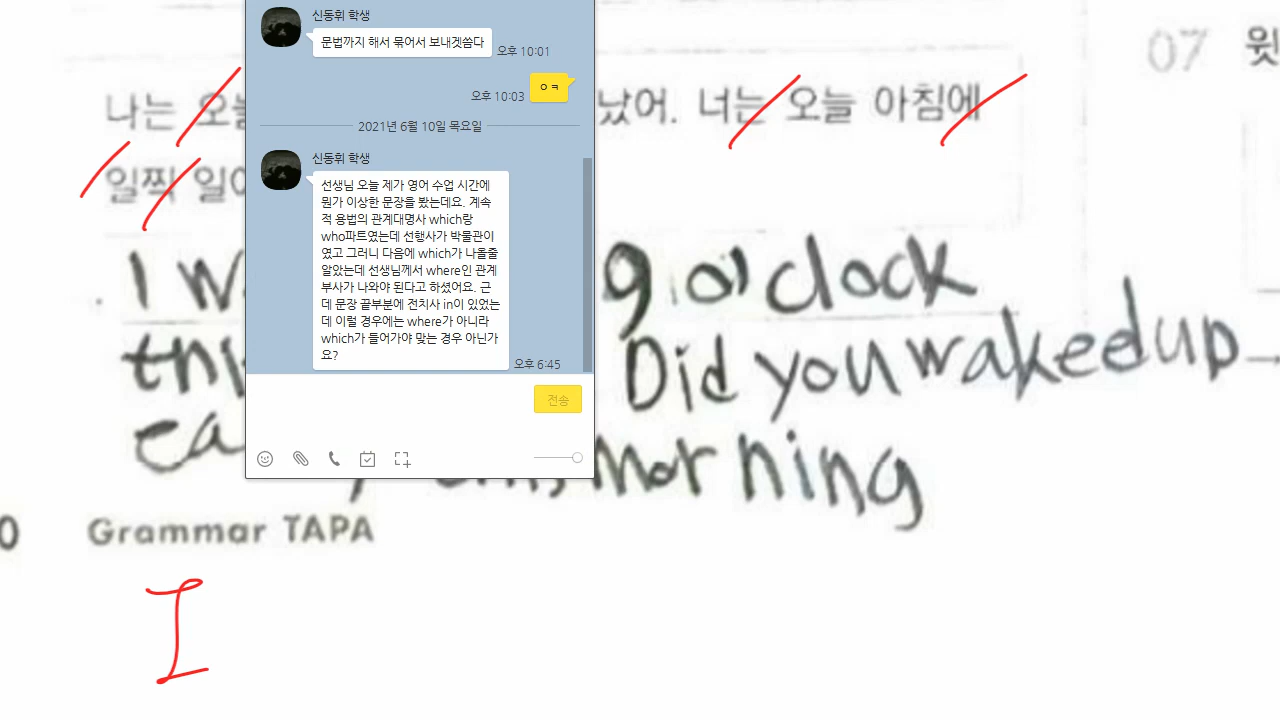 신동휘 학생
문법까지 해서 묶어서 보내겟씀다
오후 10:01
ㅇㅋ
오후 10:03
2021년 6월 10일 목요일
신동휘 학생
선생님 오늘 제가 영어 수업 시간에
뭔가 이상한 문장을 봤는데요. 계속
적 용법의 관계대명사 which랑
who파트였는데 선행사가 박물관이
였고 그러니 다음에 which가 나올줄
알았는데 선생님께서 where인 관계
부사가 나와야 된다고 하셨어요. 근
데 문장 끝부분에 전치사 in이 있었는
데 이럴 경우에는 where가 아니라
which가 들어가야 맞는 경우 아닌가
요?
오후 6:45
전송
07 윗
나는 났어. 너는 오늘 아침에
일찍
I 9 o'clock
Did you waked up
morning
0 Grammar TAPA
I